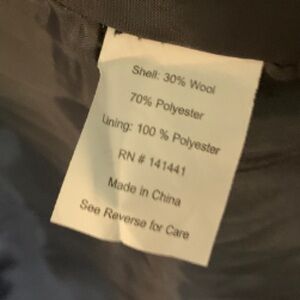 Shell: 30% Wool
70% Polyester
Lining: 100 % Polyester
RN # 141441
Made in China
See Reverse for Care